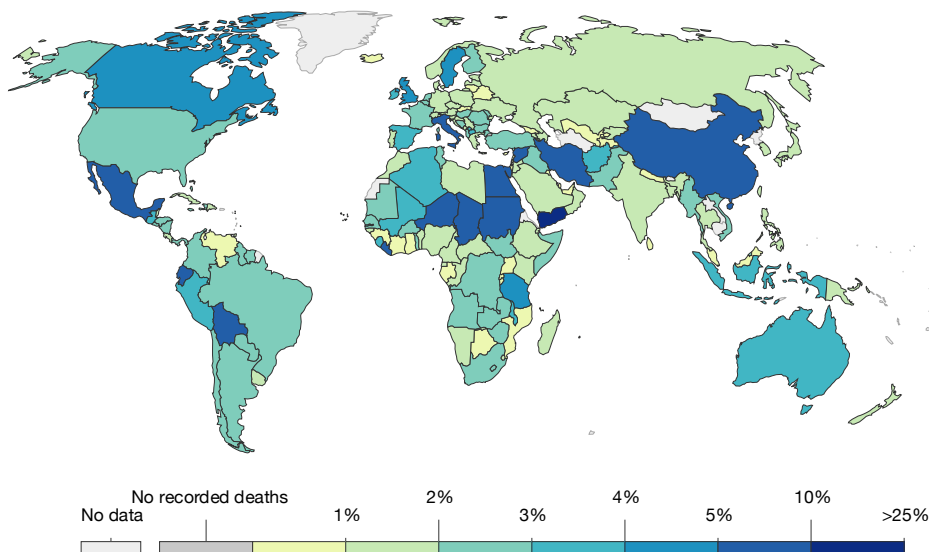 No recorded deaths 2% 4% 10%
No data 1% 3% 5% >25%